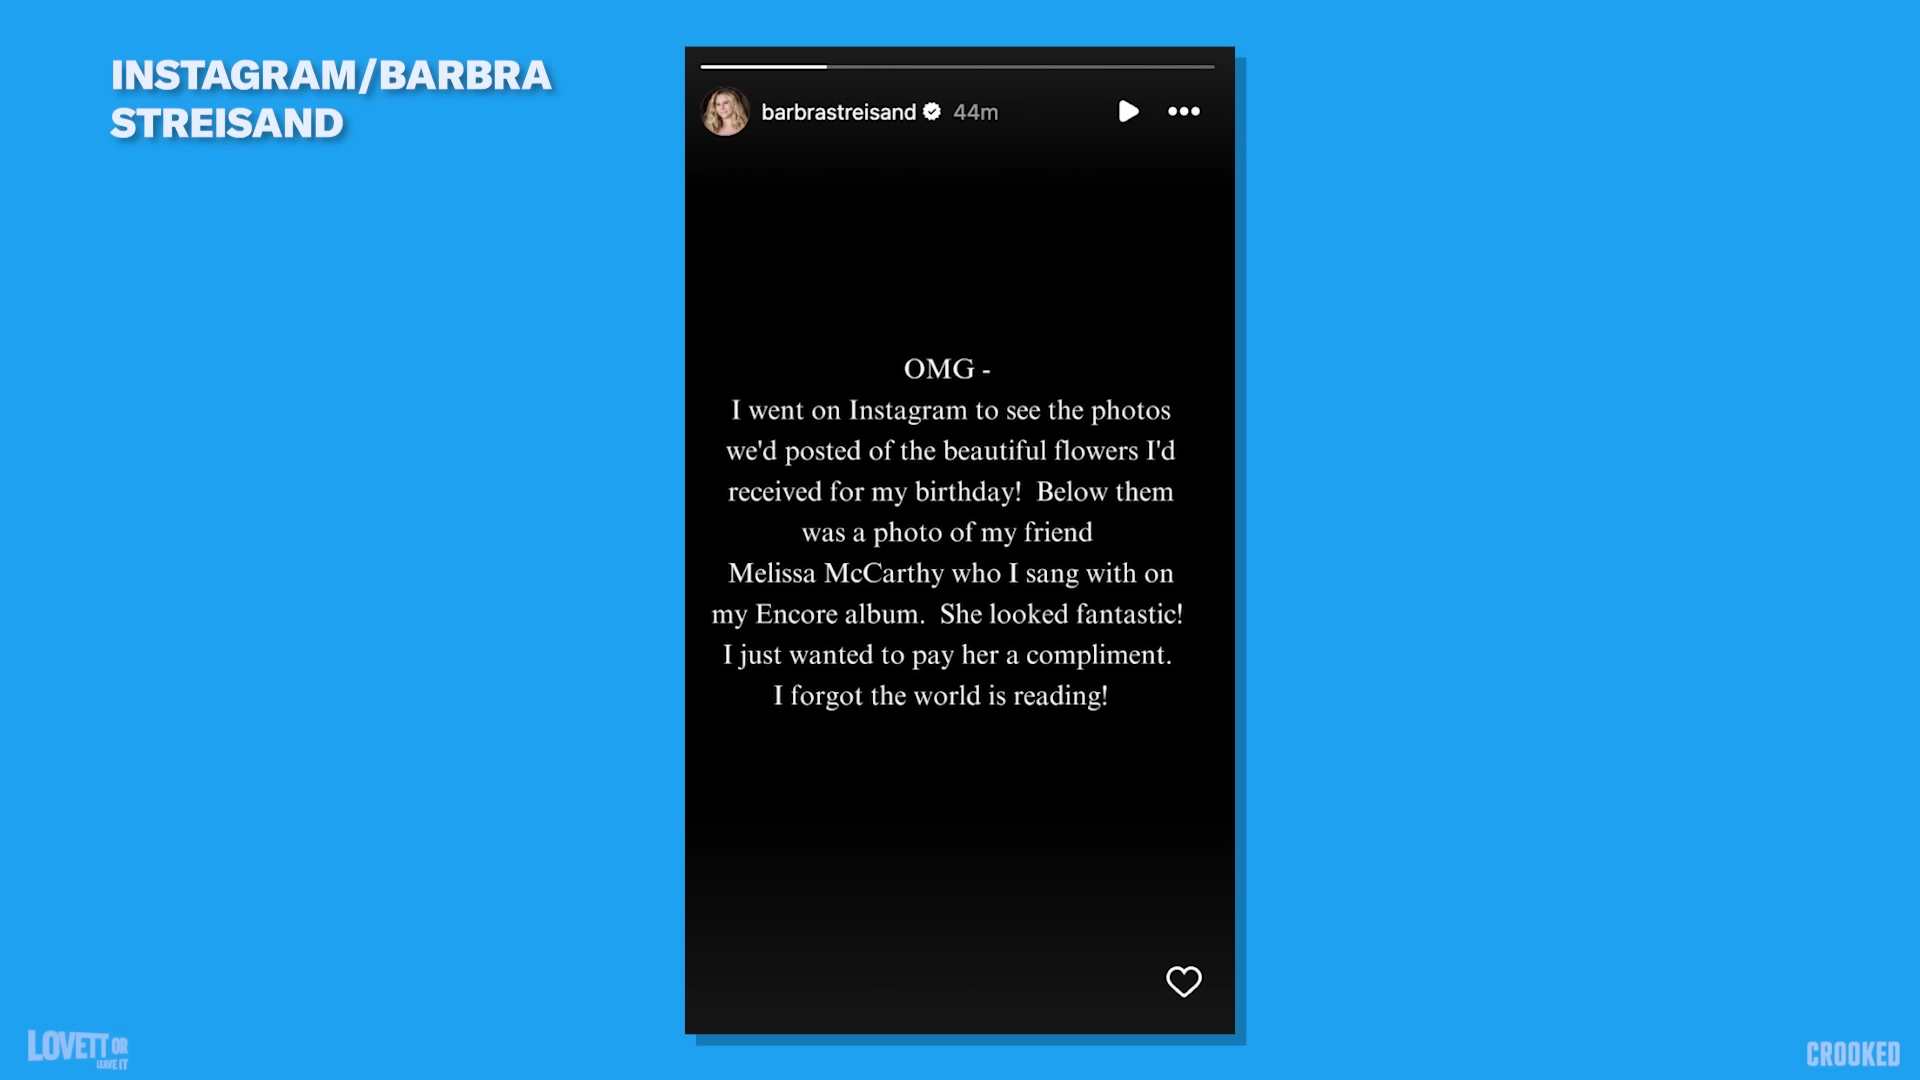 INSTAGRAM/BARBRA
STREISAND
barbrastreisand 44m
OMG -
I went on Instagram to see the photos
we'd posted of the beautiful flowers I'd
received for my birthday!  Below them
was a photo of my friend
Melissa McCarthy who I sang with on
my Encore album.  She looked fantastic!
I just wanted to pay her a compliment.
I forgot the world is reading!
LOVETT OR
LEAVE IT
CROOKED